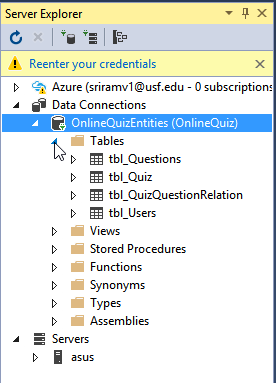 Server Explorer
Reenter your credentials
Azure (sriramv1@usf.edu - 0 subscriptions
Data Connections
OnlineQuizEntities (OnlineQuiz)
Tables
tbl_Questions
tbl_Quiz
tbl_QuizQuestionRelation
tbl_Users
Views
Stored Procedures
Functions
Synonyms
Types
Assemblies
Servers
asus